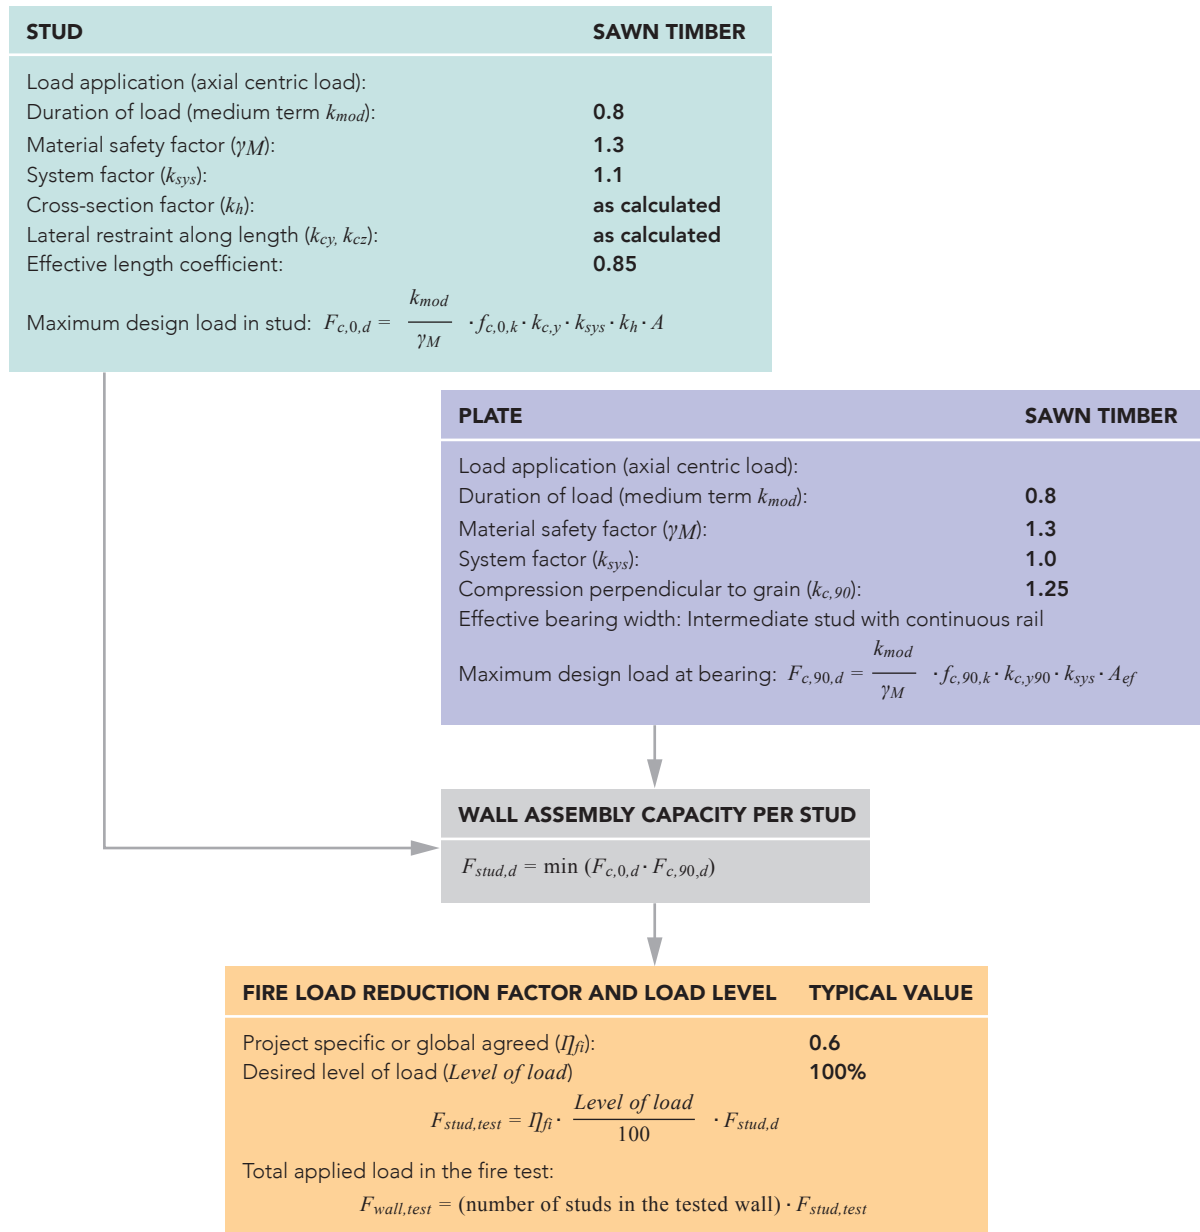 STUD SAWN TIMBER
Load application (axial centric load):
Duration of load (medium term kmod): 0.8
Material safety factor (γM): 1.3
System factor (ksys): 1.1
Cross-section factor (kh): as calculated
Lateral restraint along length (kcy, kcz): as calculated
Effective length coefficient: 0.85
Maximum design load in stud: Fc,0,d = kmod / γM · fc,0,k · kc,y · ksys · kh · A
PLATE SAWN TIMBER
Load application (axial centric load):
Duration of load (medium term kmod): 0.8
Material safety factor (γM): 1.3
System factor (ksys): 1.0
Compression perpendicular to grain (kc,90): 1.25
Effective bearing width: Intermediate stud with continuous rail
Maximum design load at bearing: Fc,90,d = kmod / γM · fc,90,k · kc,y90 · ksys · Aef
WALL ASSEMBLY CAPACITY PER STUD
Fstud,d = min (Fc,0,d · Fc,90,d)
FIRE LOAD REDUCTION FACTOR AND LOAD LEVEL TYPICAL VALUE
Project specific or global agreed (ηfi): 0.6
Desired level of load (Level of load) 100%
Fstud,test = ηfi · Level of load / 100 · Fstud,d
Total applied load in the fire test:
Fwall,test = (number of studs in the tested wall) · Fstud,test